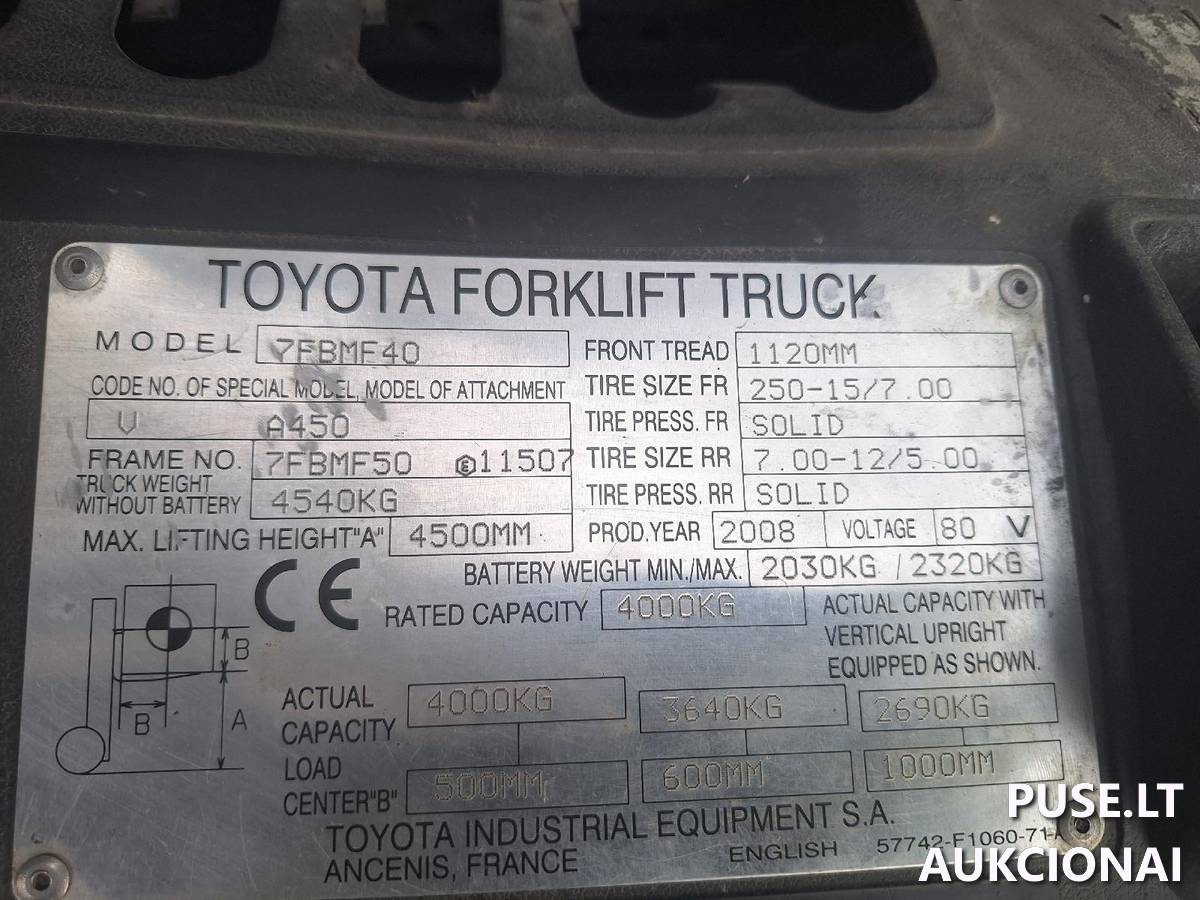 TOYOTA FORKLIFT TRUCK
MODEL 7FBMF40
CODE NO. OF SPECIAL MODEL, MODEL OF ATTACHMENT
V A450
FRAME NO. 7FBMF50 E 11507
TRUCK WEIGHT
WITHOUT BATTERY 4540KG
MAX. LIFTING HEIGHT"A" 4500MM
FRONT TREAD 1120MM
TIRE SIZE FR 250-15/7.00
TIRE PRESS. FR SOLID
TIRE SIZE RR 7.00-12/5.00
TIRE PRESS. RR SOLID
PROD. YEAR 2008 VOLTAGE 80 V
BATTERY WEIGHT MIN./MAX. 2030KG / 2320KG
CE
RATED CAPACITY 4000KG
ACTUAL CAPACITY WITH
VERTICAL UPRIGHT
EQUIPPED AS SHOWN.
B
B
A
ACTUAL
CAPACITY 4000KG 3640KG 2690KG
LOAD
CENTER"B" 500MM 600MM 1000MM
TOYOTA INDUSTRIAL EQUIPMENT S.A.
ANCENIS, FRANCE
ENGLISH 57742-F1060-71-A
PUSE.LT
AUKCIONAI